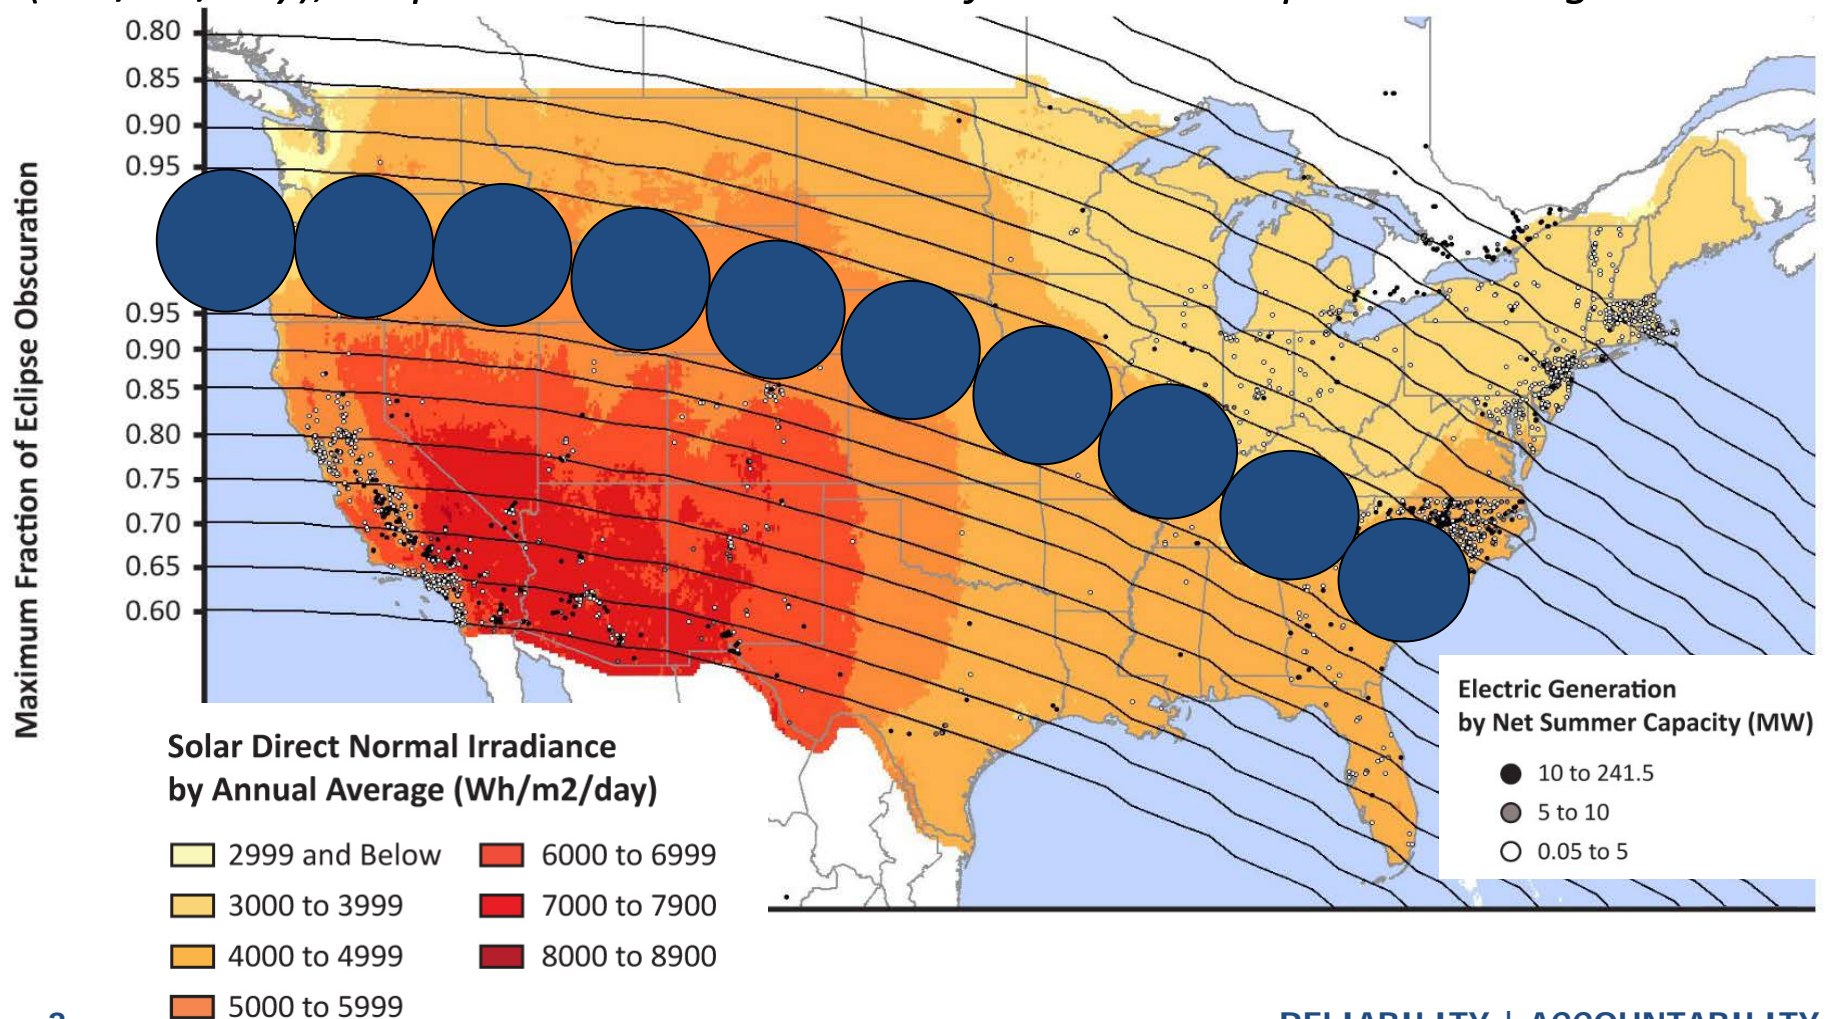 0.80
0.85
0.90
0.95
0.95
0.90
0.85
0.80
0.75
0.70
0.65
0.60
Maximum Fraction of Eclipse Obscuration
Solar Direct Normal Irradiance
by Annual Average (Wh/m2/day)
2999 and Below
3000 to 3999
4000 to 4999
5000 to 5999
6000 to 6999
7000 to 7900
8000 to 8900
Electric Generation
by Net Summer Capacity (MW)
10 to 241.5
5 to 10
0.05 to 5
RELIABILITY | ACCOUNTABILITY